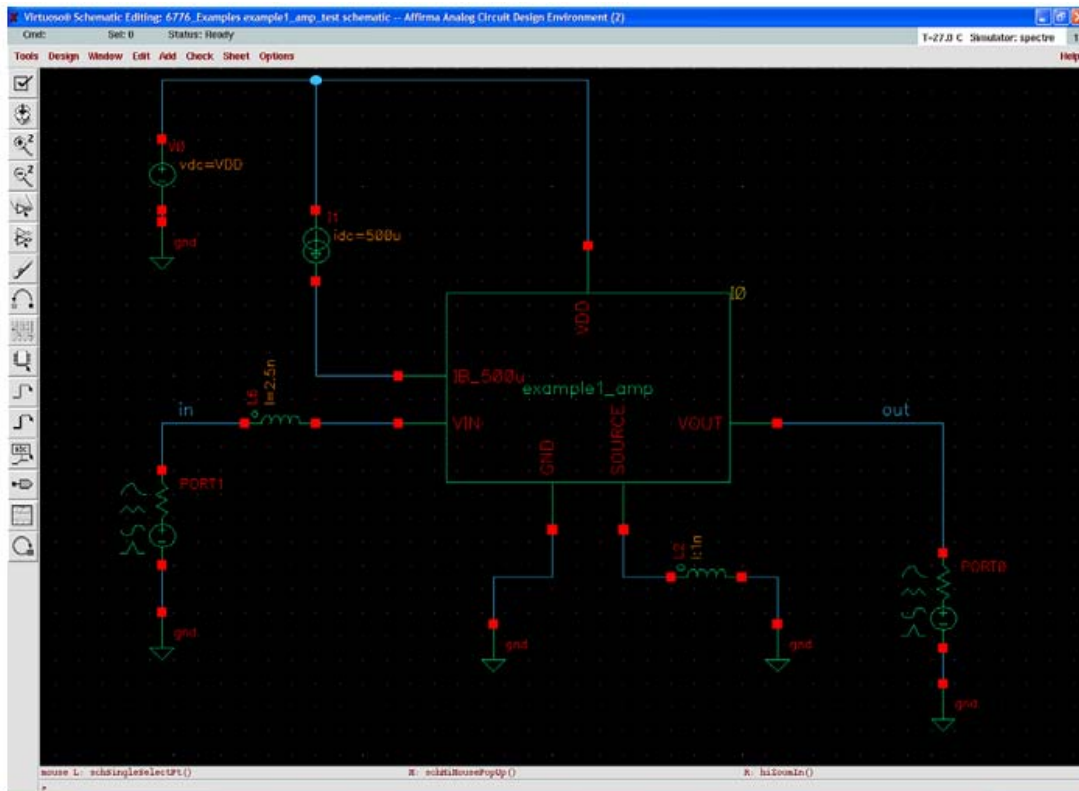 Virtuoso® Schematic Editing: 6776_Examples example1_amp_test schematic -- Affirma Analog Circuit Design Environment (2)
Cmd: Sel: 0 Status: Ready T=27.0 C Simulator: spectre 1
Tools Design Window Edit Add Check Sheet Options Help
V0
vdc=VDD
gnd
I1
idc=500u
I0
VDD
IB_500u
example1_amp
L6
l=2.5n
in
VIN
GND
SOURCE
VOUT
out
PORT1
gnd
L2
l:1n
gnd
gnd
PORT0
gnd
mouse L: schSingleSelectPt() M: schHiMousePopUp() R: hiZoomIn()
>